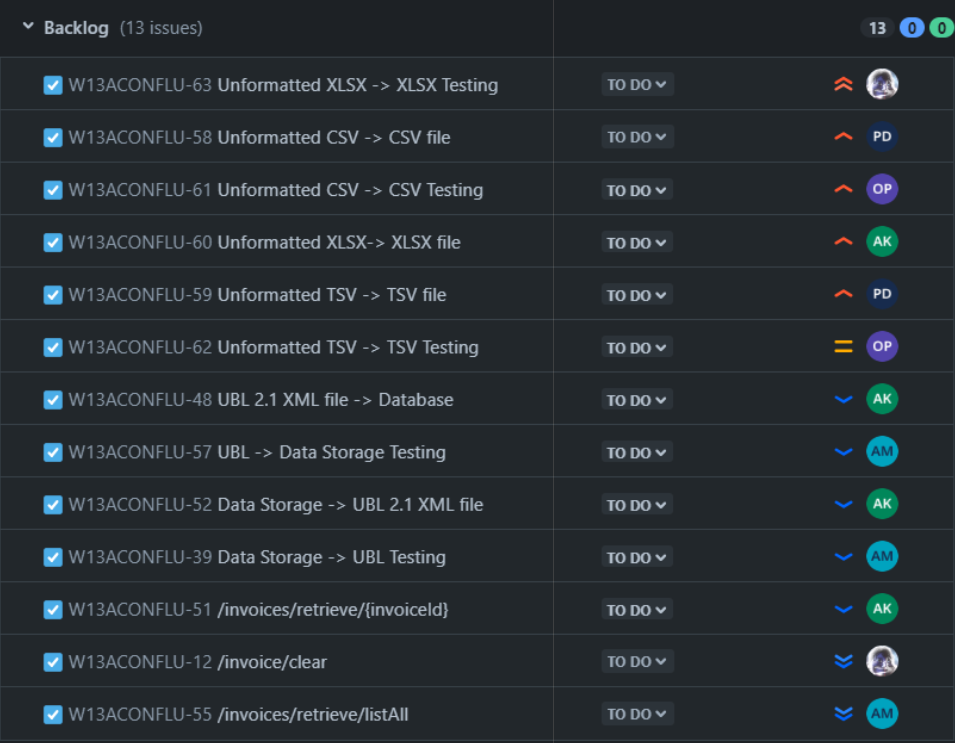 Backlog (13 issues) 13 0 0
W13ACONFLU-63 Unformatted XLSX -> XLSX Testing TO DO
W13ACONFLU-58 Unformatted CSV -> CSV file TO DO PD
W13ACONFLU-61 Unformatted CSV -> CSV Testing TO DO OP
W13ACONFLU-60 Unformatted XLSX-> XLSX file TO DO AK
W13ACONFLU-59 Unformatted TSV -> TSV file TO DO PD
W13ACONFLU-62 Unformatted TSV -> TSV Testing TO DO OP
W13ACONFLU-48 UBL 2.1 XML file -> Database TO DO AK
W13ACONFLU-57 UBL -> Data Storage Testing TO DO AM
W13ACONFLU-52 Data Storage -> UBL 2.1 XML file TO DO AK
W13ACONFLU-39 Data Storage -> UBL Testing TO DO AM
W13ACONFLU-51 /invoices/retrieve/{invoiceId} TO DO AK
W13ACONFLU-12 /invoice/clear TO DO
W13ACONFLU-55 /invoices/retrieve/listAll TO DO AM